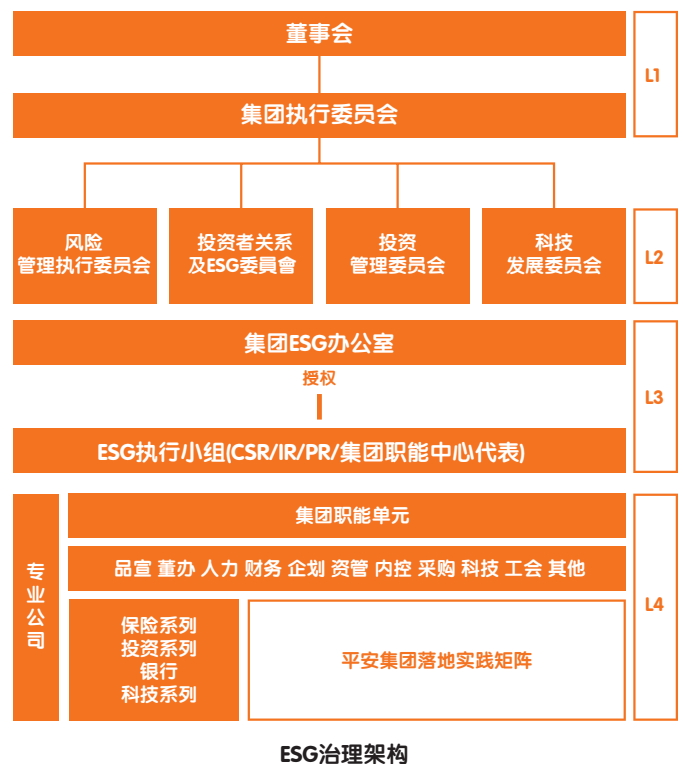 董事会
L1
集团执行委员会
风险
管理执行委员会
投资者关系
及ESG委員會
投资
管理委员会
科技
发展委员会
L2
集团ESG办公室
授权
L3
ESG执行小组(CSR/IR/PR/集团职能中心代表)
专业公司
集团职能单元
品宣 董办 人力 财务 企划 资管 内控 采购 科技 工会 其他
L4
保险系列
投资系列
银行
科技系列
平安集团落地实践矩阵
ESG治理架构